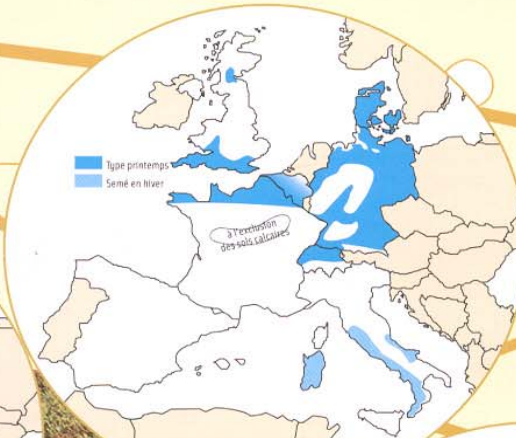 Type printemps
Semé en hiver
à l'exclusion
des sols calcaires